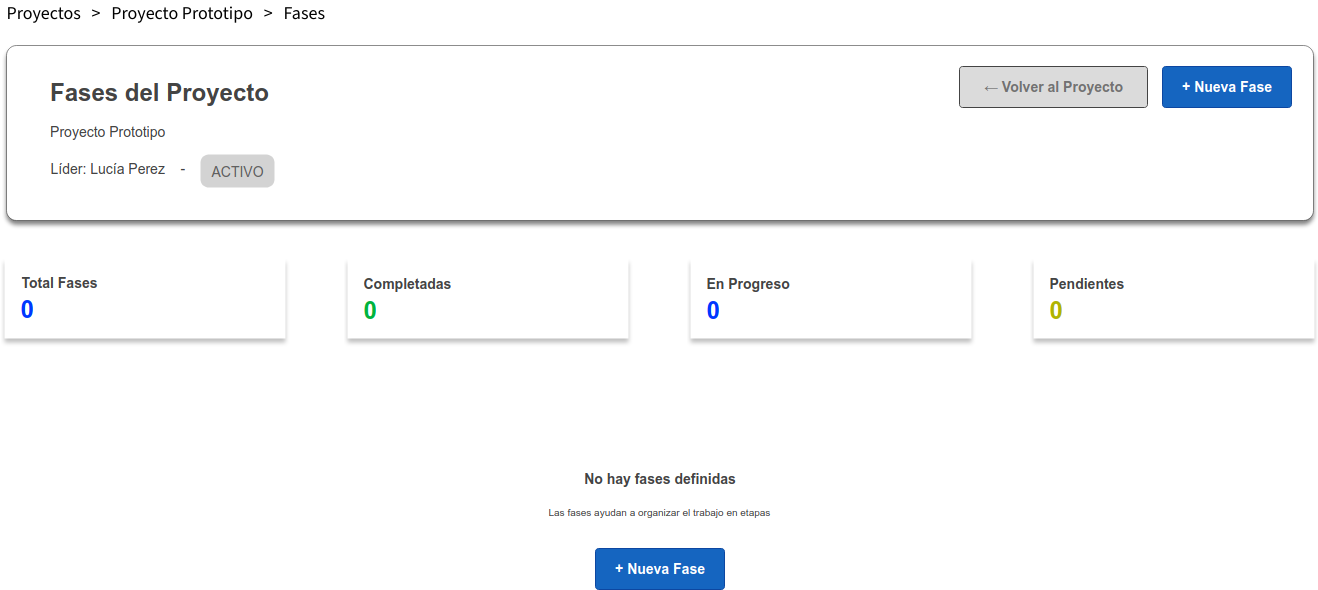 Proyectos > Proyecto Prototipo > Fases
Fases del Proyecto
← Volver al Proyecto
+ Nueva Fase
Proyecto Prototipo
Líder: Lucía Perez - ACTIVO
Total Fases
0
Completadas
0
En Progreso
0
Pendientes
0
No hay fases definidas
Las fases ayudan a organizar el trabajo en etapas
+ Nueva Fase